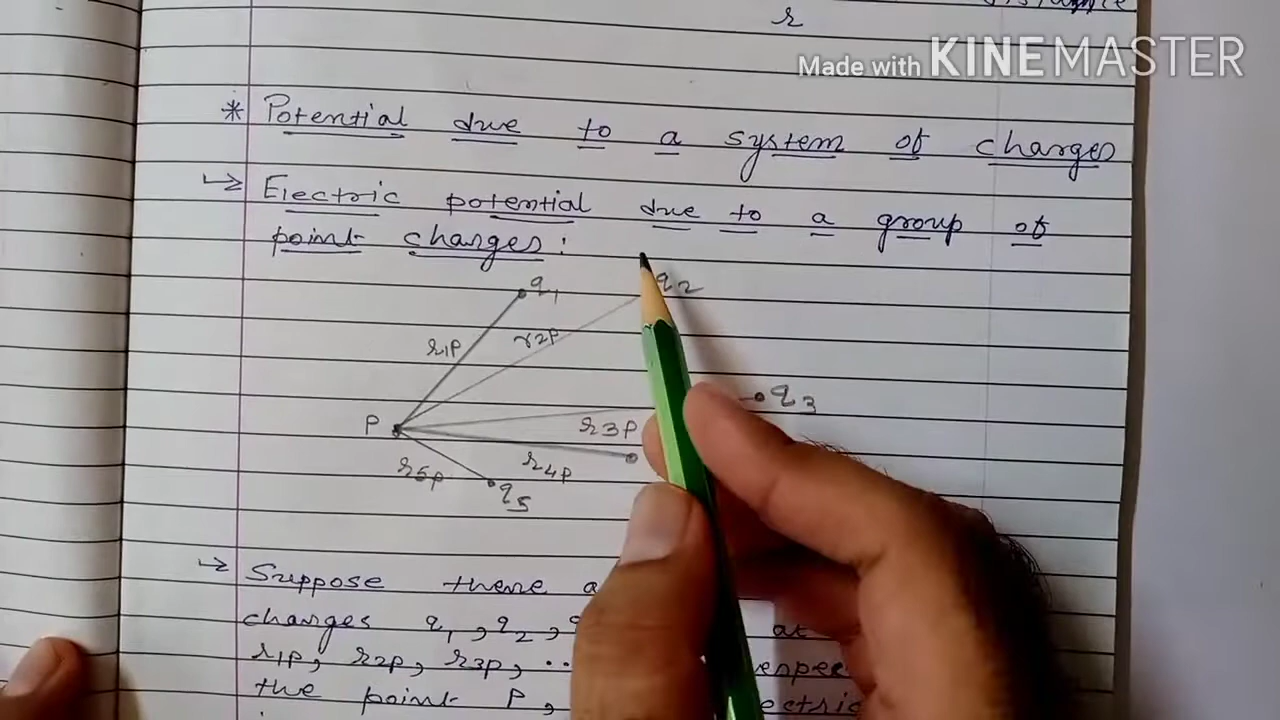 r
Made with KINEMASTER
* Potential due to a system of charges
↳ Electric potential due to a group of
point charges:
q1
q2
r1P
r2P
q3
P
r3P
r4P
r5P
q5
↳ Suppose there
charges q1, q2, at
r1P, r2P, r3P, ..
the point P,